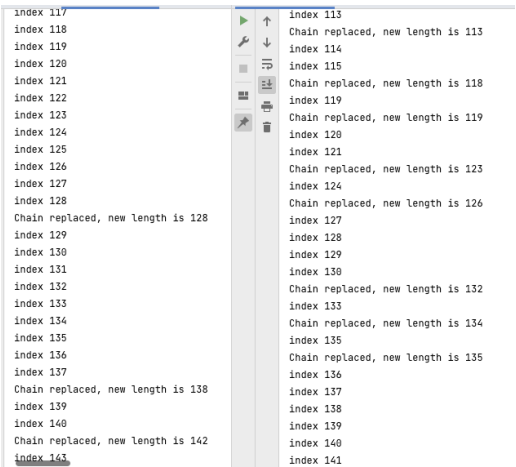 index 117
index 118
index 119
index 120
index 121
index 122
index 123
index 124
index 125
index 126
index 127
index 128
Chain replaced, new length is 128
index 129
index 130
index 131
index 132
index 133
index 134
index 135
index 136
index 137
Chain replaced, new length is 138
index 139
index 140
Chain replaced, new length is 142
index 143
index 113
Chain replaced, new length is 113
index 114
index 115
Chain replaced, new length is 118
index 119
Chain replaced, new length is 119
index 120
index 121
Chain replaced, new length is 123
index 124
Chain replaced, new length is 126
index 127
index 128
index 129
index 130
Chain replaced, new length is 132
index 133
Chain replaced, new length is 134
index 135
Chain replaced, new length is 135
index 136
index 137
index 138
index 139
index 140
index 141